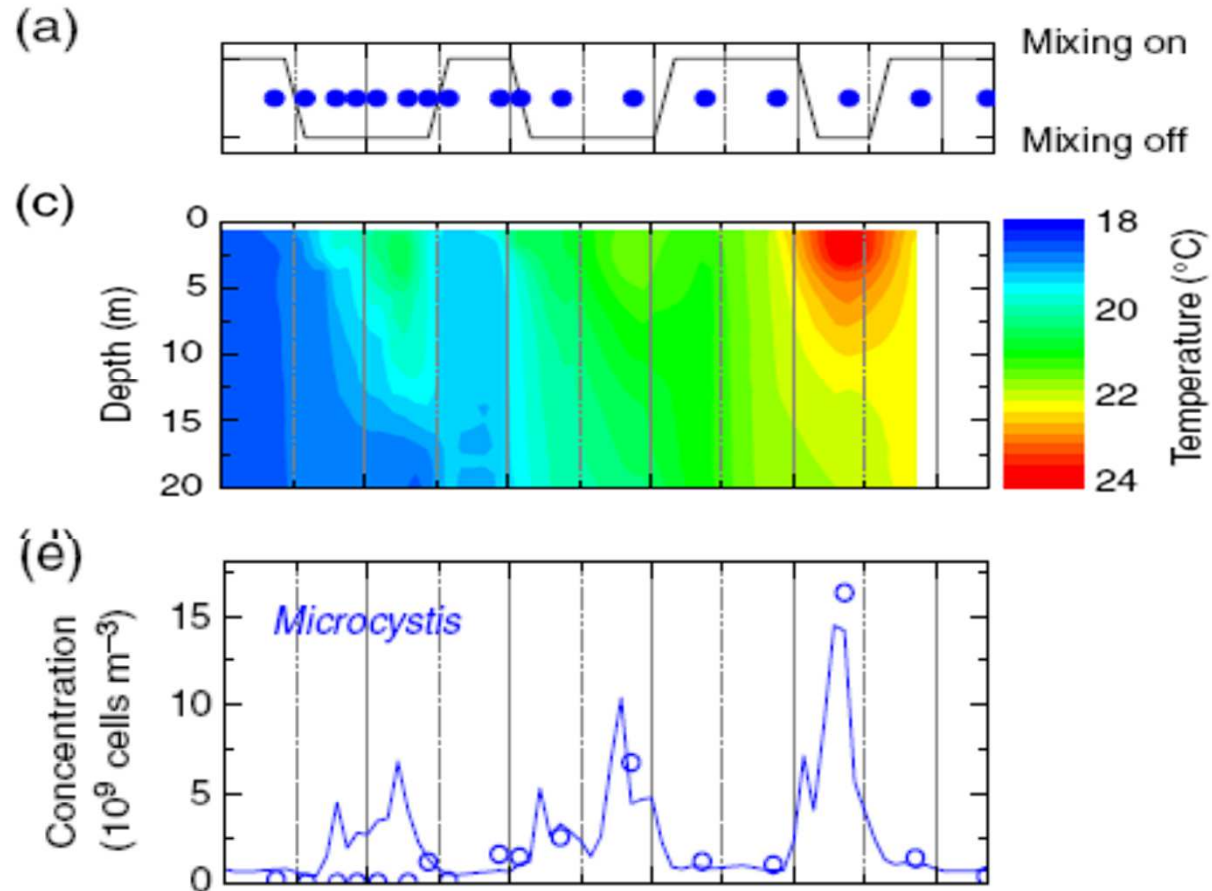 (a)
Mixing on
Mixing off
(c)
0
5
10
15
20
Depth (m)
18
20
22
24
Temperature (°C)
(e)
Microcystis
15
10
5
0
Concentration
(10⁹ cells m⁻³)